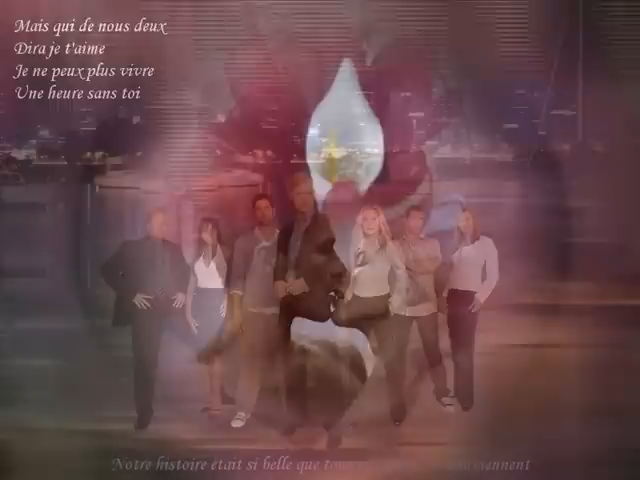 Mais qui de nous deux
Dira je t'aime
Je ne peux plus vivre
Une heure sans toi
Notre histoire était si belle que